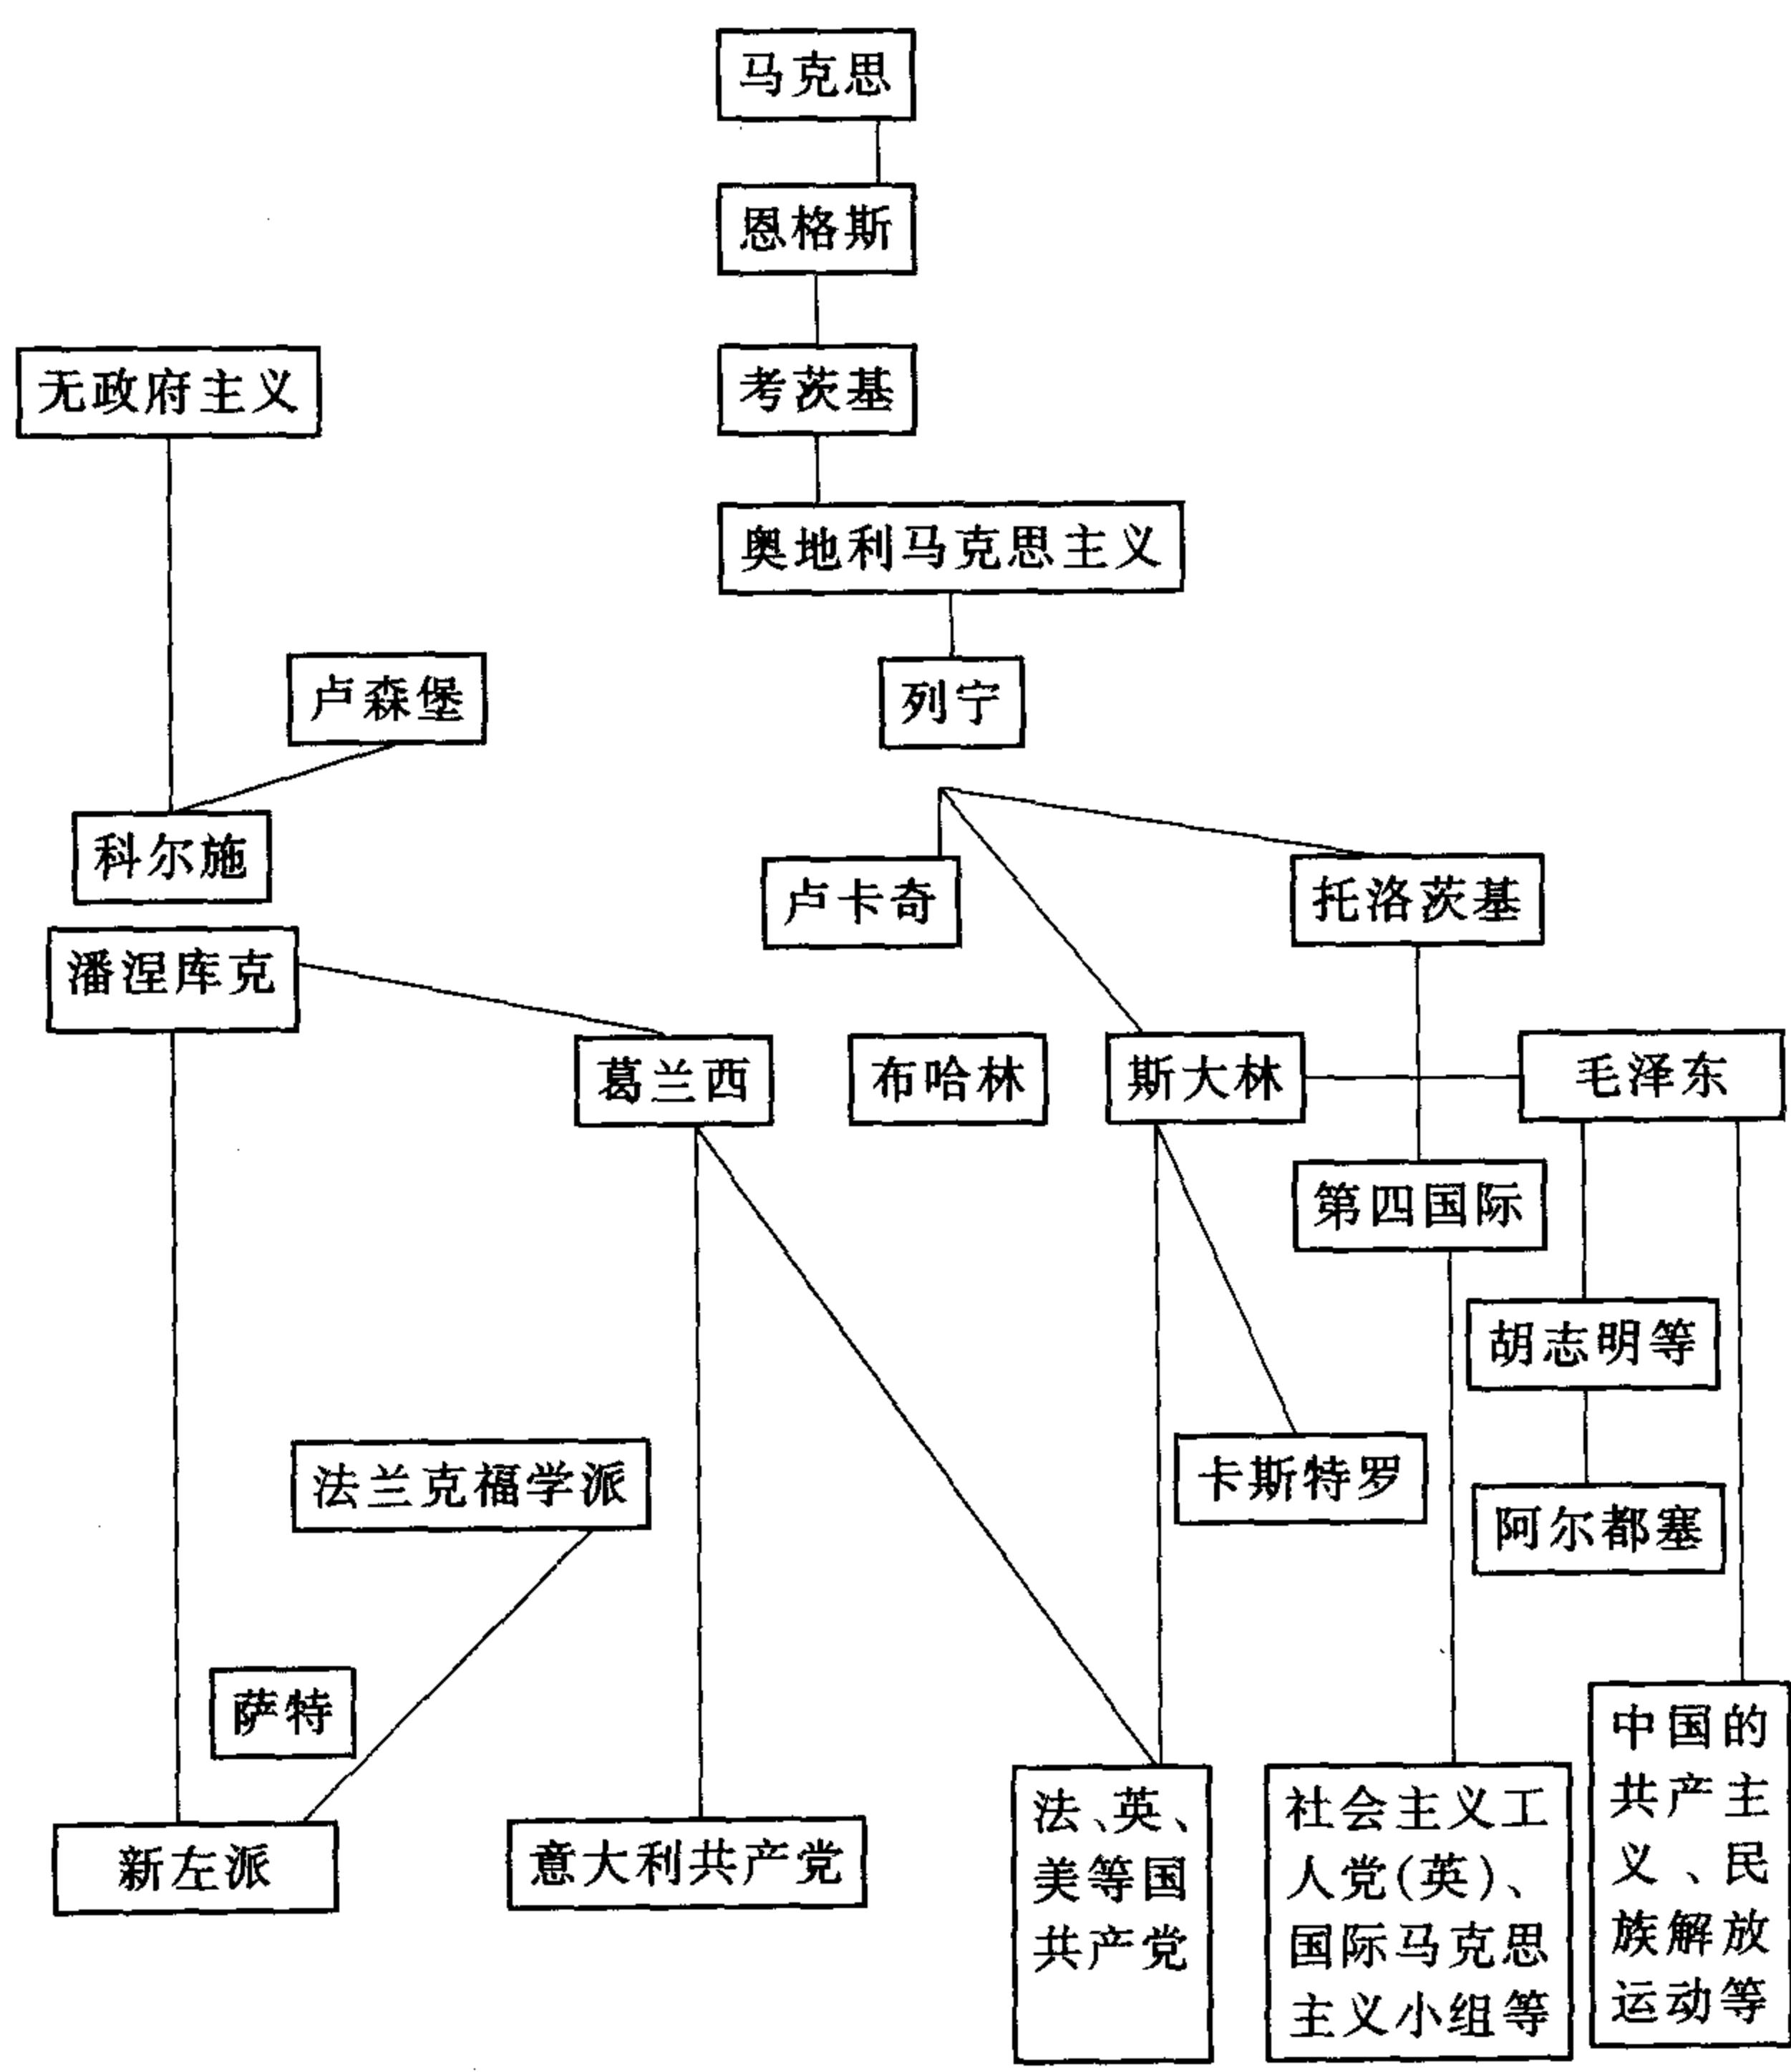 马克思
恩格斯
无政府主义
考茨基
奥地利马克思主义
卢森堡
列宁
科尔施
卢卡奇
托洛茨基
潘涅库克
葛兰西
布哈林
斯大林
毛泽东
第四国际
胡志明等
法兰克福学派
卡斯特罗
阿尔都塞
萨特
新左派
意大利共产党
法、英、
美等国
共产党
社会主义工
人党(英)、
国际马克思
主义小组等
中国的
共产主
义、民
族解放
运动等